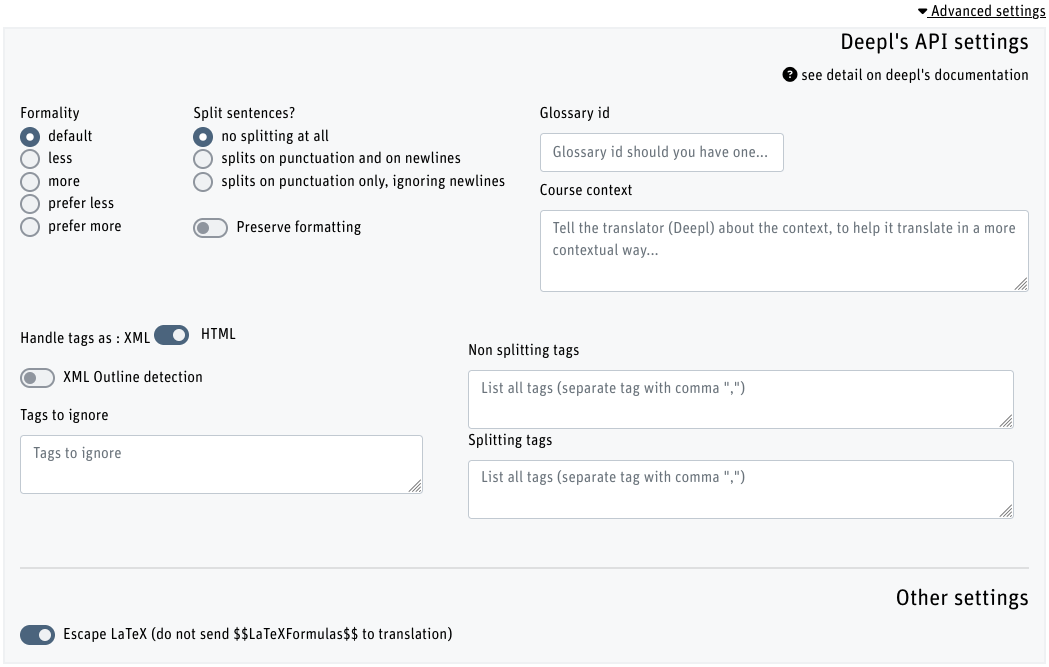 Advanced settings
Deepl's API settings
? see detail on deepl's documentation
Formality
default
less
more
prefer less
prefer more
Split sentences?
no splitting at all
splits on punctuation and on newlines
splits on punctuation only, ignoring newlines
Preserve formatting
Glossary id
Glossary id should you have one...
Course context
Tell the translator (Deepl) about the context, to help it translate in a more
contextual way...
Handle tags as : XML HTML
XML Outline detection
Tags to ignore
Tags to ignore
Non splitting tags
List all tags (separate tag with comma ",")
Splitting tags
List all tags (separate tag with comma ",")
Other settings
Escape LaTeX (do not send $$LaTeXFormulas$$ to translation)